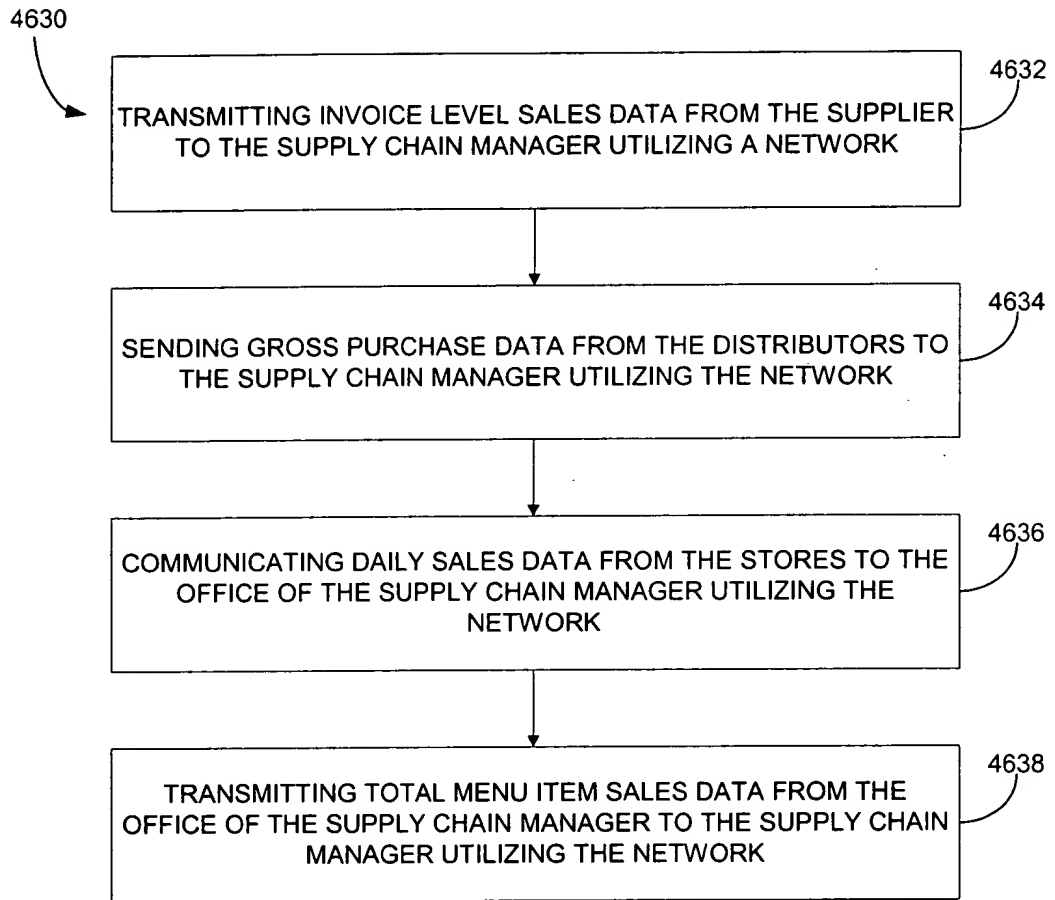 4630
4632
TRANSMITTING INVOICE LEVEL SALES DATA FROM THE SUPPLIER
TO THE SUPPLY CHAIN MANAGER UTILIZING A NETWORK
4634
SENDING GROSS PURCHASE DATA FROM THE DISTRIBUTORS TO
THE SUPPLY CHAIN MANAGER UTILIZING THE NETWORK
4636
COMMUNICATING DAILY SALES DATA FROM THE STORES TO THE
OFFICE OF THE SUPPLY CHAIN MANAGER UTILIZING THE
NETWORK
4638
TRANSMITTING TOTAL MENU ITEM SALES DATA FROM THE
OFFICE OF THE SUPPLY CHAIN MANAGER TO THE SUPPLY CHAIN
MANAGER UTILIZING THE NETWORK